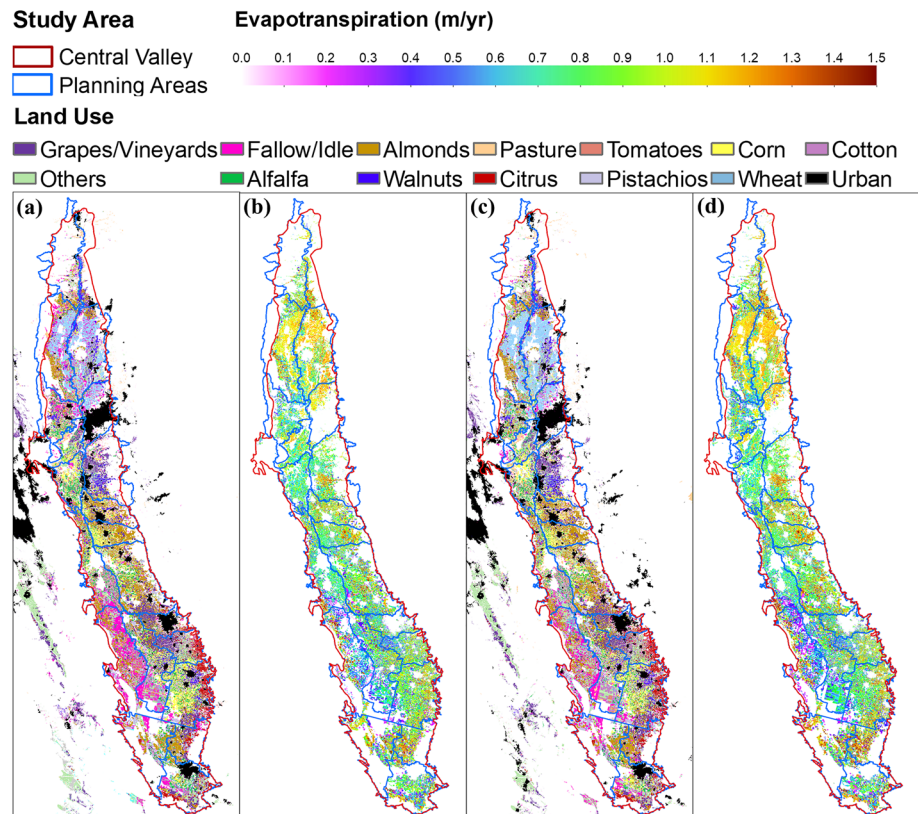 Study Area
Central Valley
Planning Areas
Evapotranspiration (m/yr)
0.0 0.1 0.2 0.3 0.4 0.5 0.6 0.7 0.8 0.9 1.0 1.1 1.2 1.3 1.4 1.5
Land Use
Grapes/Vineyards Fallow/Idle Almonds Pasture Tomatoes Corn Cotton
Others Alfalfa Walnuts Citrus Pistachios Wheat Urban
(a) (b) (c) (d)